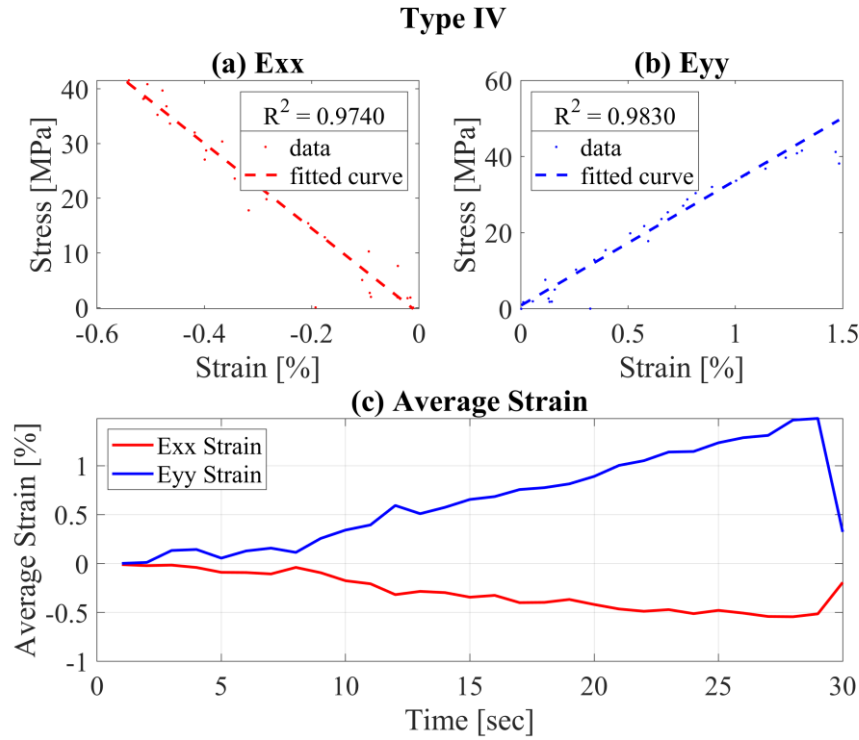 Type IV
(a) Exx
Stress [MPa]
40
30
20
10
0
R² = 0.9740
data
fitted curve
-0.6
-0.4
-0.2
0
Strain [%]
(b) Eyy
Stress [MPa]
60
40
20
0
R² = 0.9830
data
fitted curve
0
0.5
1
1.5
Strain [%]
(c) Average Strain
Average Strain [%]
1
0.5
0
-0.5
-1
Exx Strain
Eyy Strain
0
5
10
15
20
25
30
Time [sec]